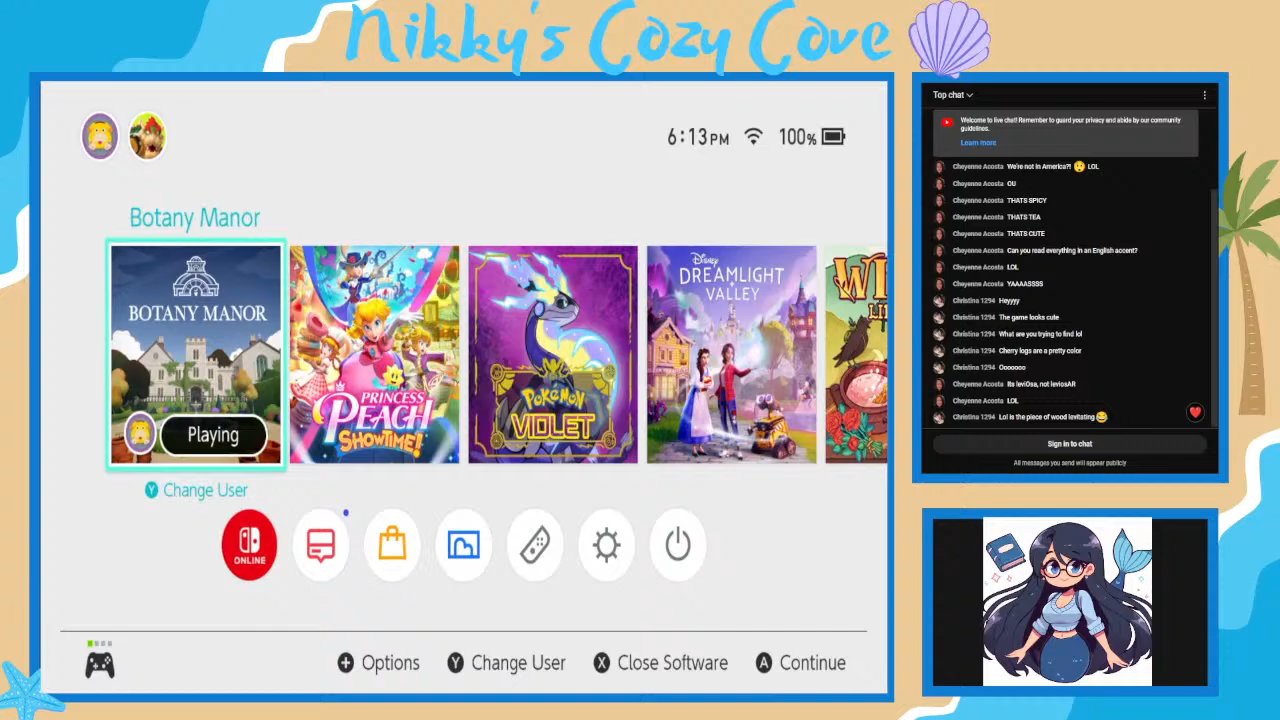 Nikky's Cozy Cove
6:13 PM 100%
Botany Manor
BOTANY MANOR
Playing
PRINCESS
PEACH
SHOWTIME!
POKÉMON
VIOLET
Disney
DREAMLIGHT
VALLEY
Y Change User
ONLINE
+ Options
Y Change User
X Close Software
A Continue
Top chat
Welcome to live chat! Remember to guard your privacy and abide by our community
guidelines.
Learn more
Cheyenne Acosta We're not in America?! 😲 LOL
Cheyenne Acosta OU
Cheyenne Acosta THATS SPICY
Cheyenne Acosta THATS TEA
Cheyenne Acosta THATS CUTE
Cheyenne Acosta Can you read everything in an English accent?
Cheyenne Acosta LOL
Cheyenne Acosta YAAAASSSS
Christina 1294 Heyyyy
Christina 1294 The game looks cute
Christina 1294 What are you trying to find lol
Christina 1294 Cherry logs are a pretty color
Christina 1294 Ooooooo
Cheyenne Acosta Its leviOsa, not leviosAR
Cheyenne Acosta LOL
Christina 1294 Lol is the piece of wood levitating 😂
Sign in to chat
All messages you send will appear publicly